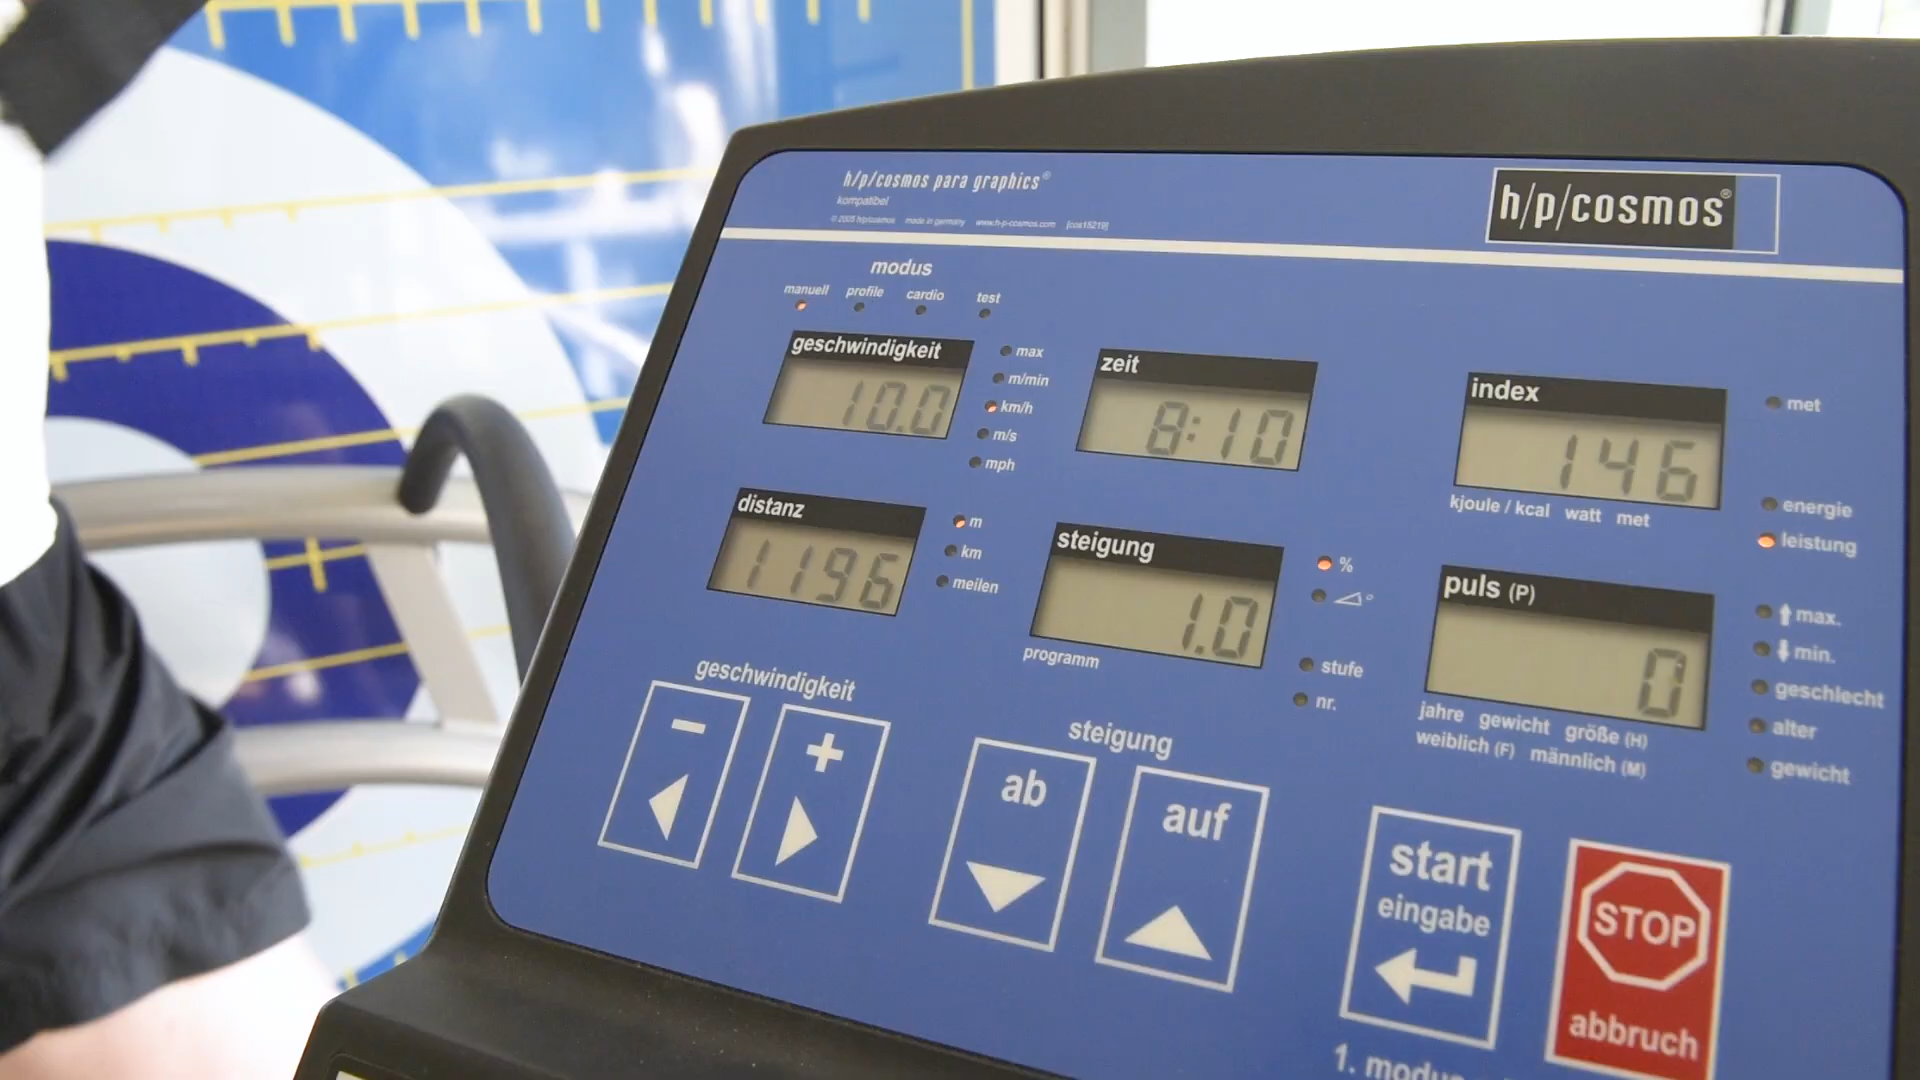 h/p/cosmos para graphics®
kompatibel
© 2005 h/p/cosmos made in germany www.h-p-cosmos.com [cos15219]
h/p/cosmos®
modus
manuell profile cardio test
geschwindigkeit
10.0
max
m/min
km/h
m/s
mph
zeit
8:10
index
146
kjoule / kcal watt met
met
energie
leistung
distanz
1196
m
km
meilen
steigung
1.0
programm
%
°
stufe
nr.
puls (P)
0
jahre gewicht größe (H)
weiblich (F) männlich (M)
max.
min.
geschlecht
alter
gewicht
geschwindigkeit
- +
steigung
ab
auf
start
eingabe
STOP
abbruch